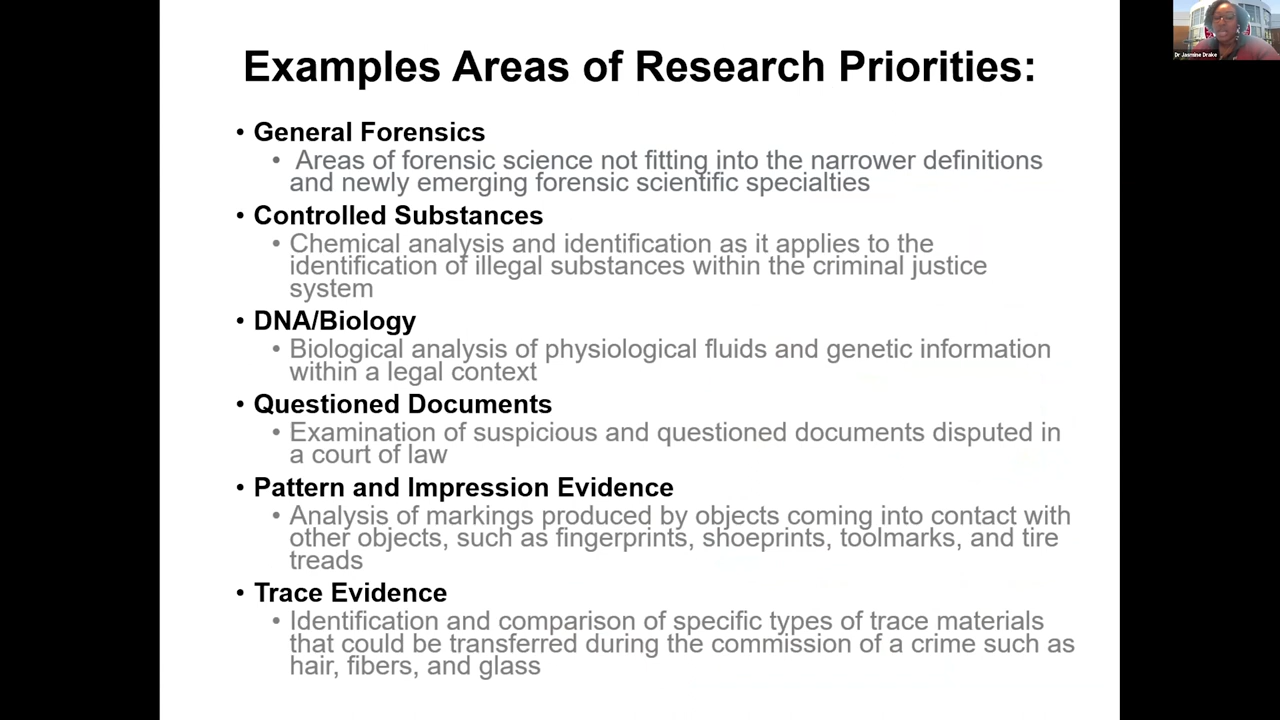 Examples Areas of Research Priorities:
• General Forensics
• Areas of forensic science not fitting into the narrower definitions
and newly emerging forensic scientific specialties
• Controlled Substances
• Chemical analysis and identification as it applies to the
identification of illegal substances within the criminal justice
system
• DNA/Biology
• Biological analysis of physiological fluids and genetic information
within a legal context
• Questioned Documents
• Examination of suspicious and questioned documents disputed in
a court of law
• Pattern and Impression Evidence
• Analysis of markings produced by objects coming into contact with
other objects, such as fingerprints, shoeprints, toolmarks, and tire
treads
• Trace Evidence
• Identification and comparison of specific types of trace materials
that could be transferred during the commission of a crime such as
hair, fibers, and glass
Dr Jasmine Drake